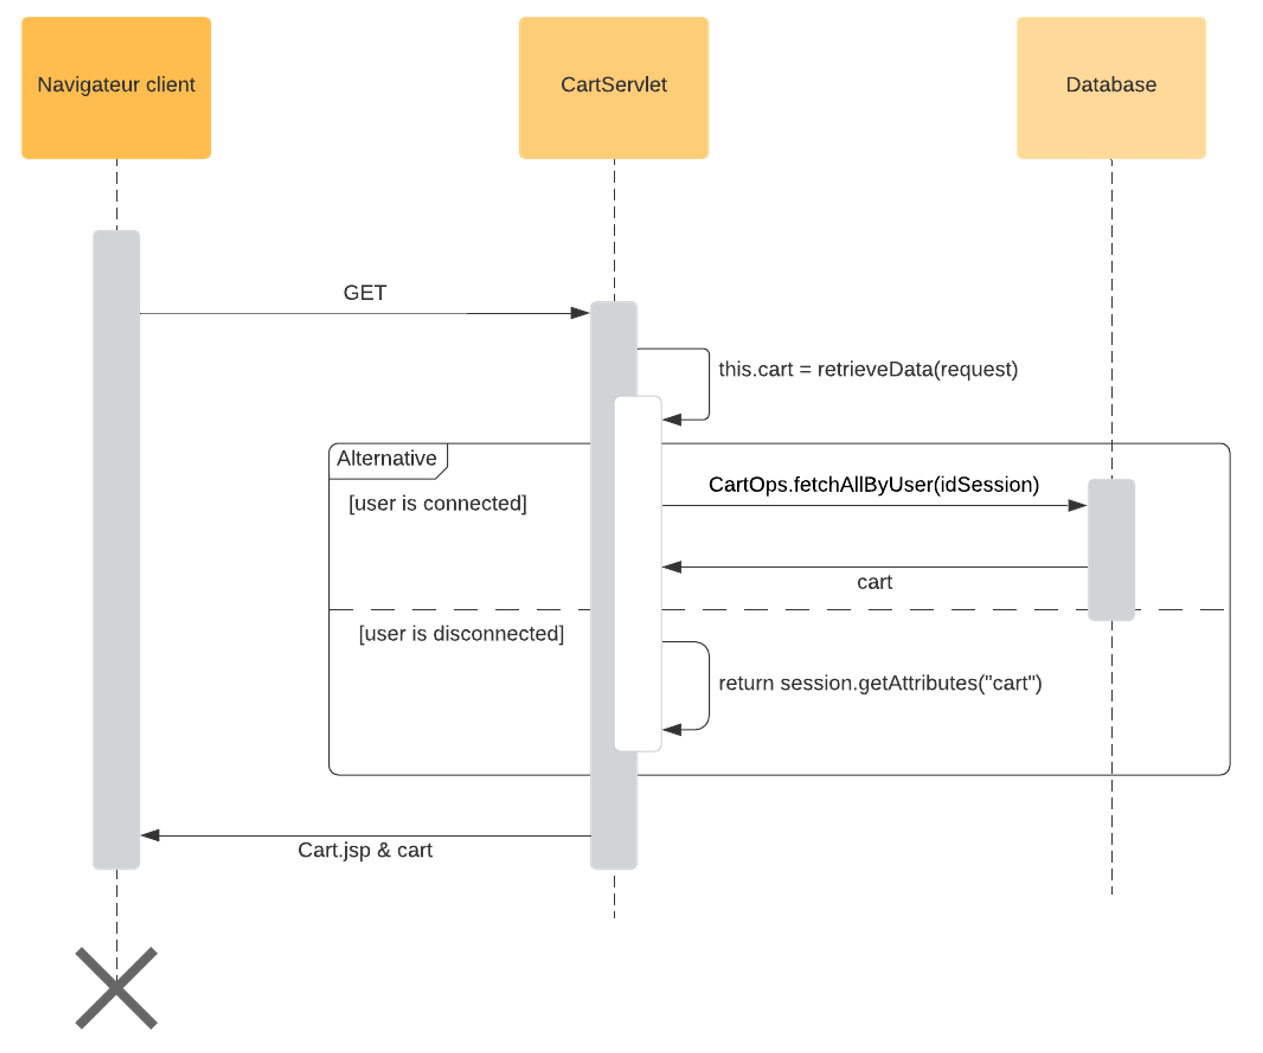 Navigateur client
CartServlet
Database
GET
this.cart = retrieveData(request)
Alternative
[user is connected]
CartOps.fetchAllByUser(idSession)
cart
[user is disconnected]
return session.getAttributes("cart")
Cart.jsp & cart